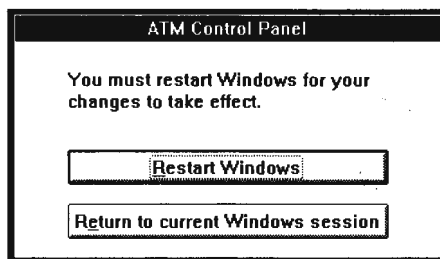 ATM Control Panel
You must restart Windows for your
changes to take effect.
Restart Windows
Return to current Windows session